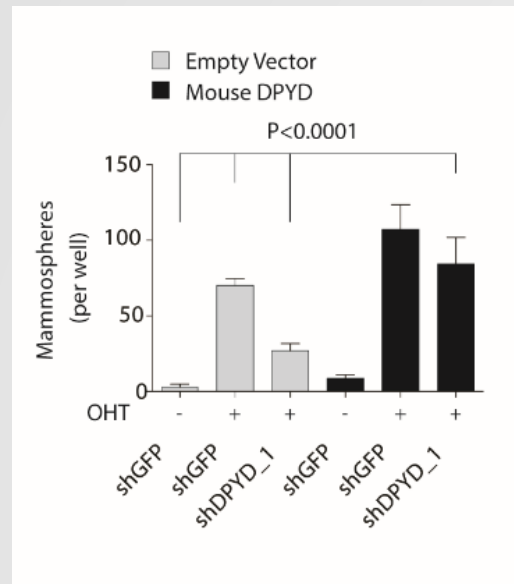 Empty Vector
Mouse DPYD
P<0.0001
Mammospheres
(per well)
150
100
50
0
OHT - + + - + +
shGFP
shGFP
shDPYD_1
shGFP
shGFP
shDPYD_1